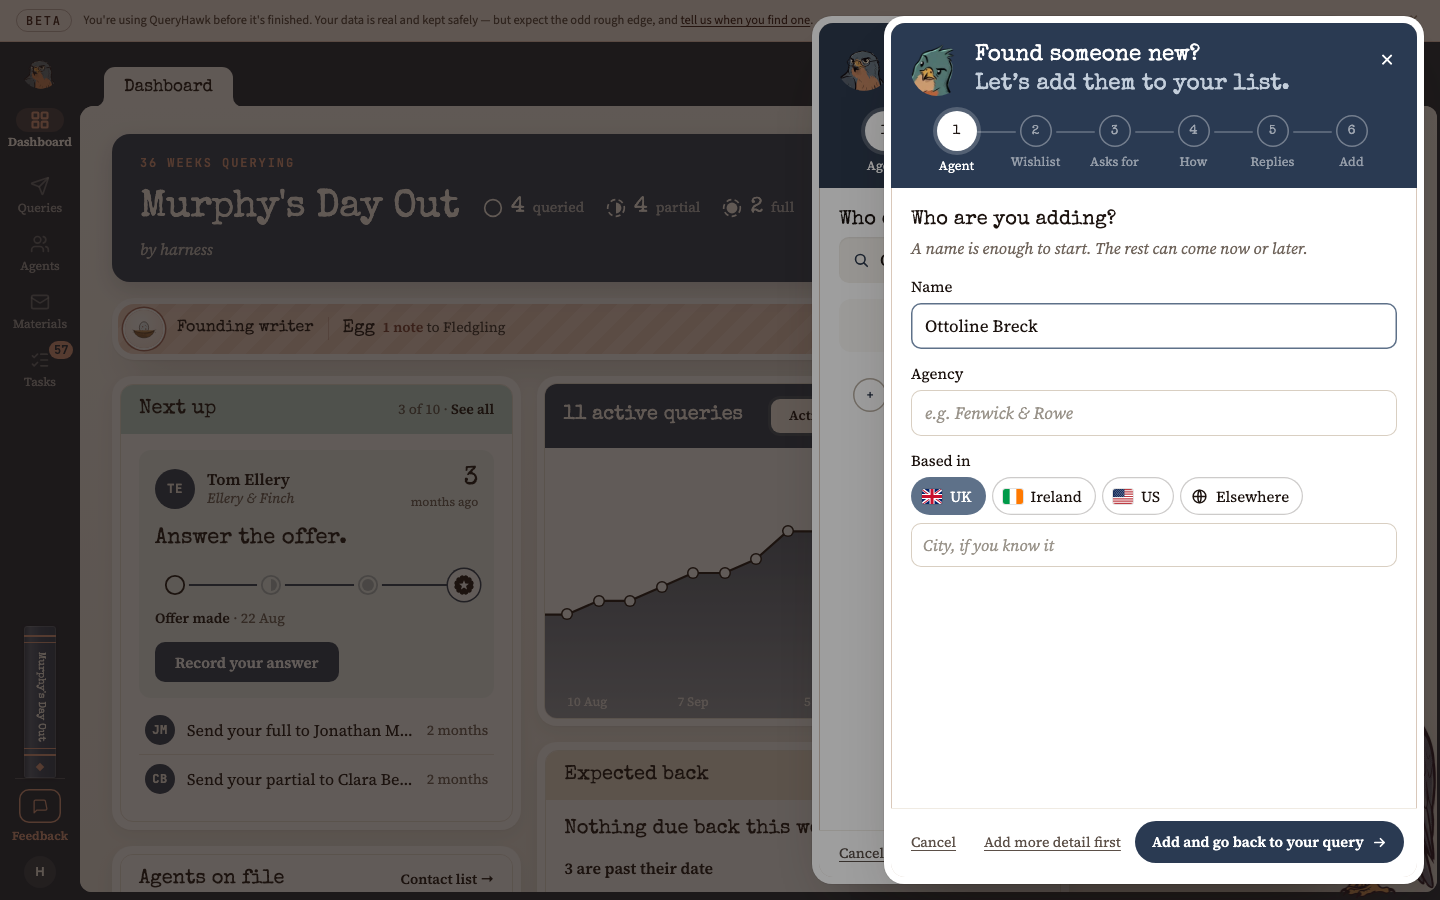 BETA
You're using QueryHawk before it's finished. Your data is real and kept safely — but expect the odd rough edge, and tell us when you find one.
Dashboard
Queries
Agents
Materials
57
Tasks
Murphy's Day Out
Feedback
H
Dashboard
36 WEEKS QUERYING
Murphy's Day Out
4 queried
4 partial
2 full
by harness
Founding writer
Egg 1 note to Fledgling
Next up
3 of 10 · See all
TE
Tom Ellery
Ellery & Finch
3
months ago
Answer the offer.
Offer made · 22 Aug
Record your answer
JM Send your full to Jonathan M... 2 months
CB Send your partial to Clara Be... 2 months
Agents on file
Contact list →
11 active queries
10 Aug
7 Sep
Expected back
3 are past their date
Who
Cancel
Found someone new?
Let's add them to your list.
1
2
3
4
5
6
Agent
Wishlist
Asks for
How
Replies
Add
Who are you adding?
A name is enough to start. The rest can come now or later.
Name
Ottoline Breck
Agency
e.g. Fenwick & Rowe
Based in
UK
Ireland
US
Elsewhere
City, if you know it
Cancel
Add more detail first
Add and go back to your query →